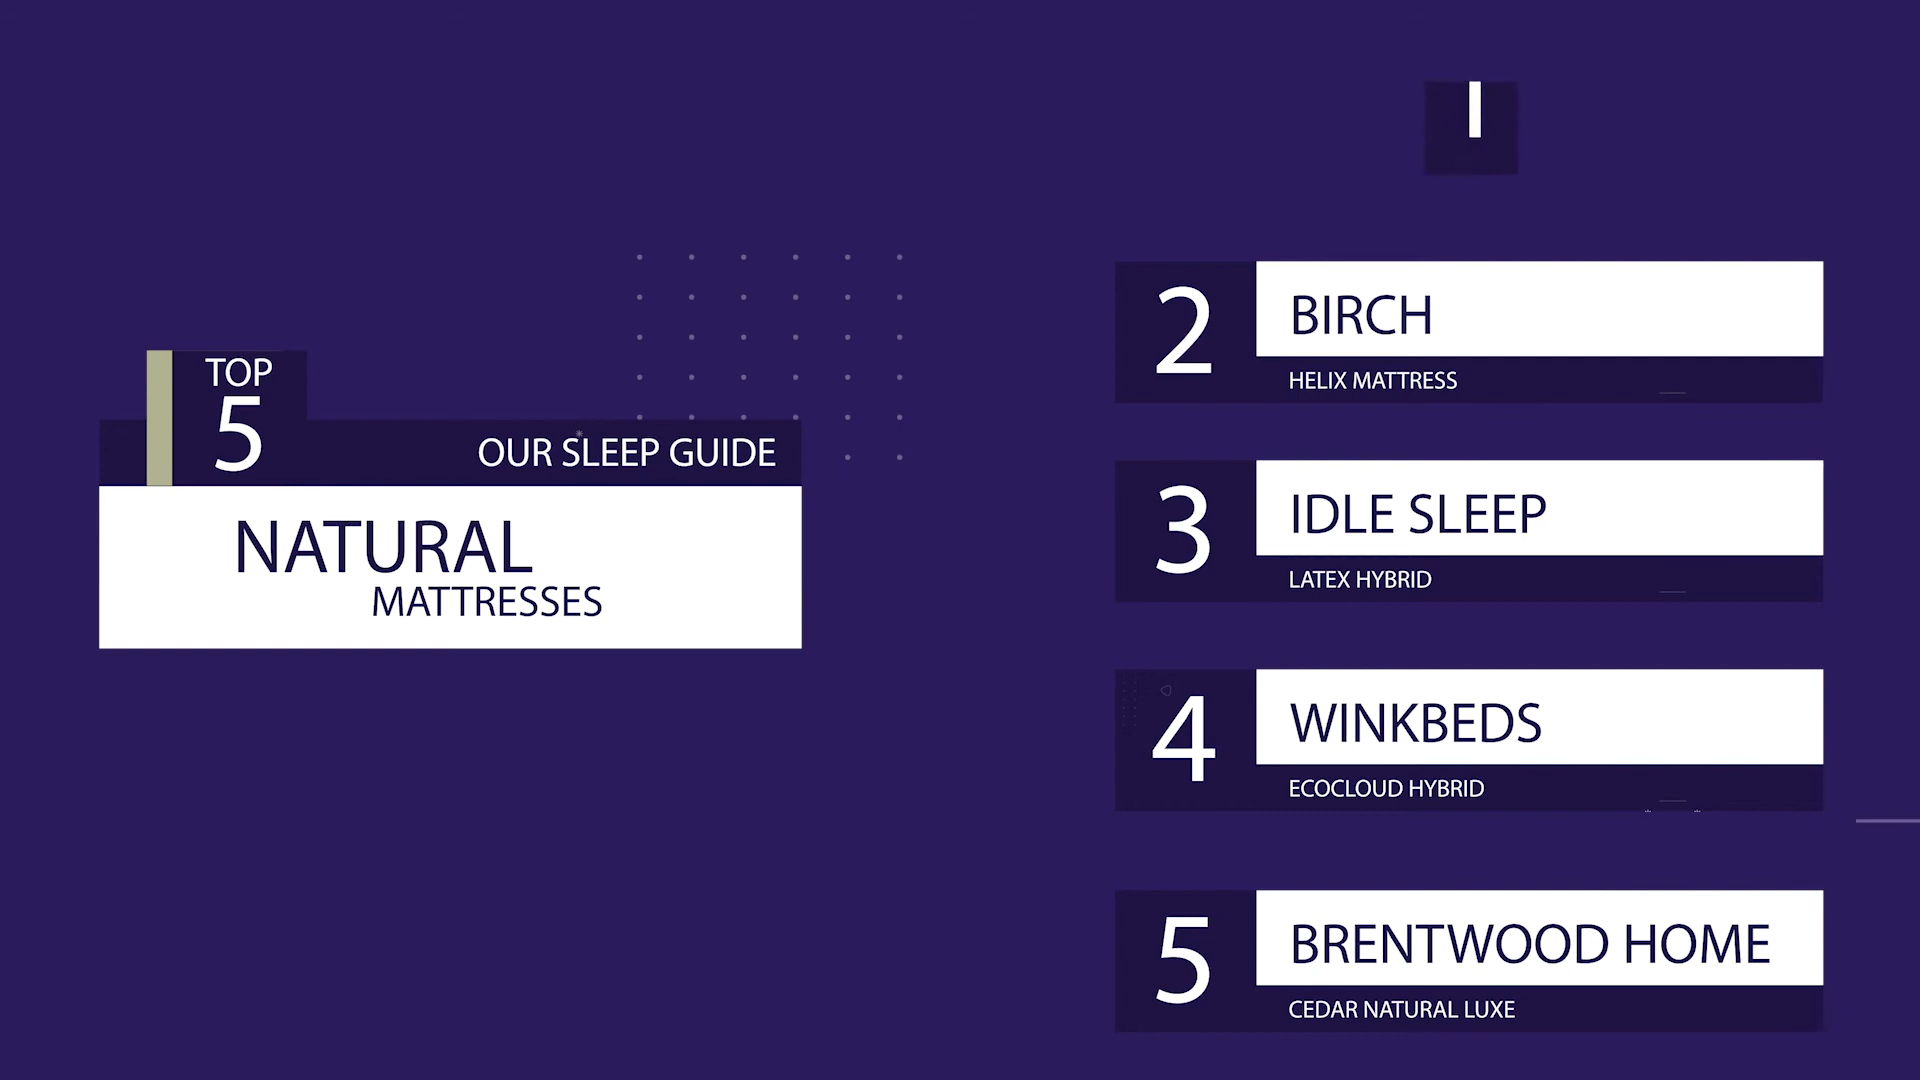 TOP
5
OUR SLEEP GUIDE
NATURAL
MATTRESSES
2
BIRCH
HELIX MATTRESS
3
IDLE SLEEP
LATEX HYBRID
4
WINKBEDS
ECOCLOUD HYBRID
5
BRENTWOOD HOME
CEDAR NATURAL LUXE